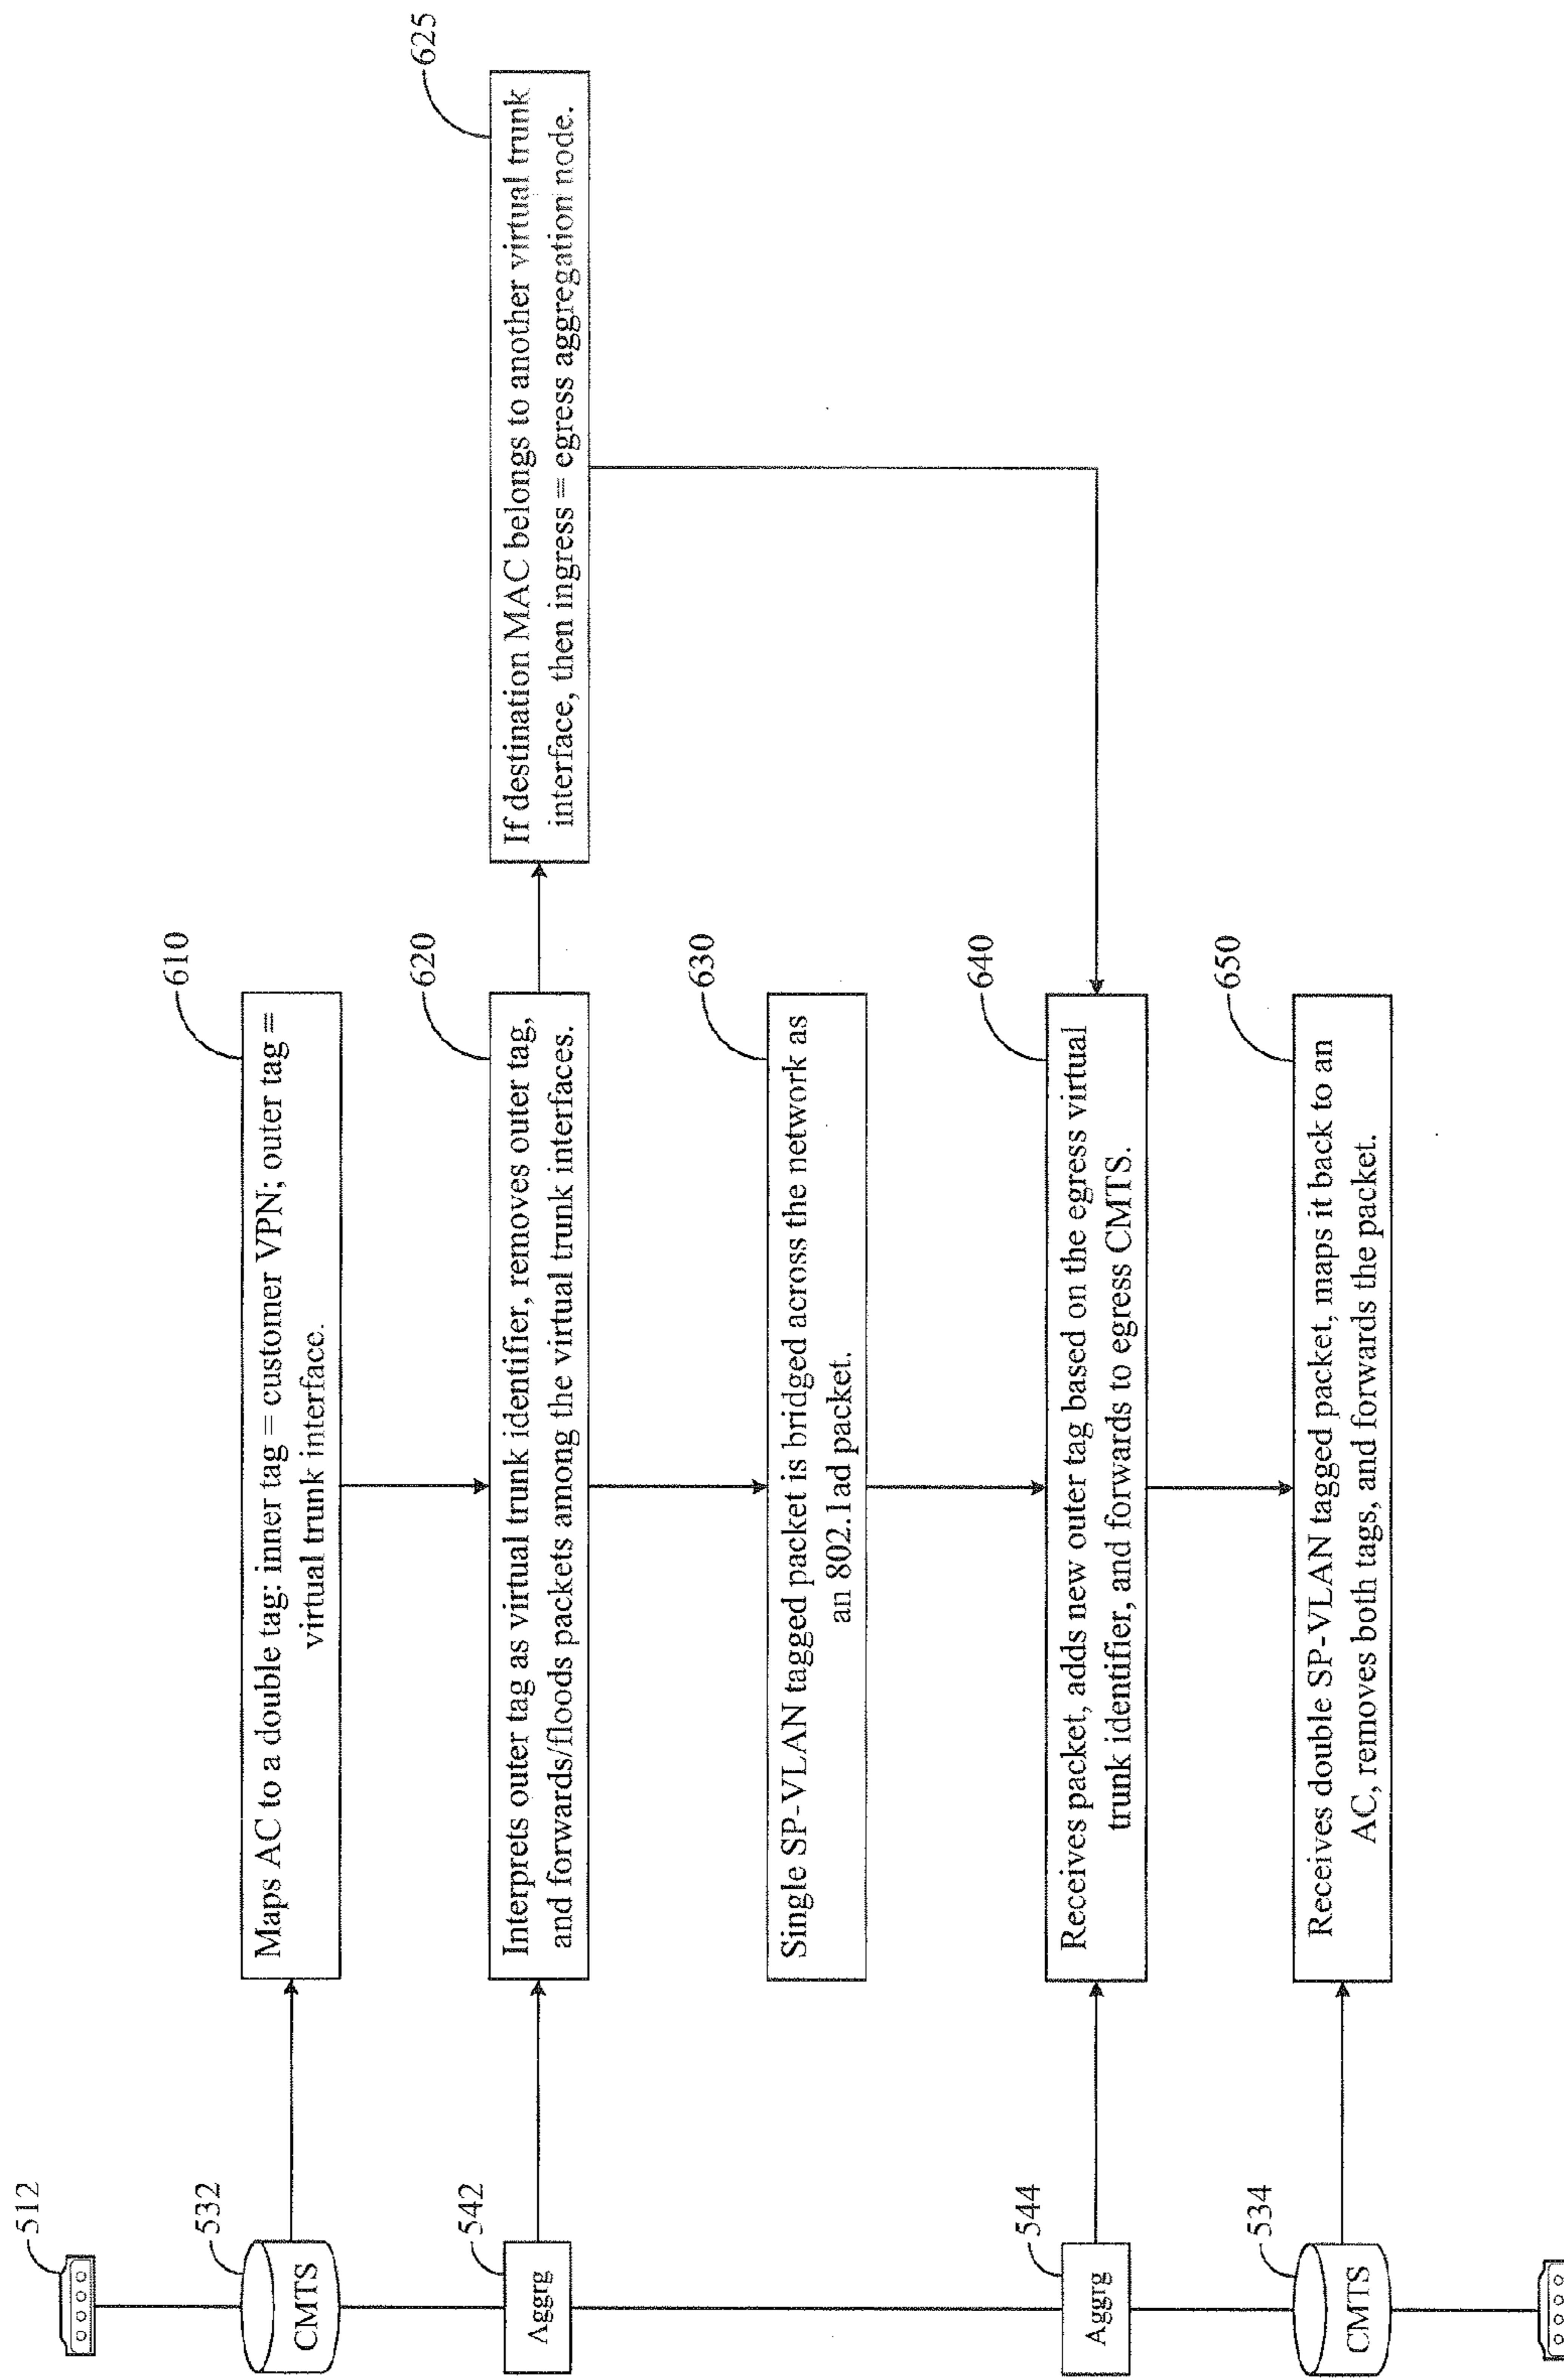 512
532
CMTS
610
Maps AC to a double tag: inner tag = customer VPN; outer tag =
virtual trunk interface.
542
Aggrg
620
Interprets outer tag as virtual trunk identifier, removes outer tag,
and forwards/floods packets among the virtual trunk interfaces.
625
If destination MAC belongs to another virtual trunk
interface, then ingress = egress aggregation node.
630
Single SP-VLAN tagged packet is bridged across the network as
an 802.1ad packet.
544
Aggrg
640
Receives packet, adds new outer tag based on the egress virtual
trunk identifier, and forwards to egress CMTS.
534
CMTS
650
Receives double SP-VLAN tagged packet, maps it back to an
AC, removes both tags, and forwards the packet.